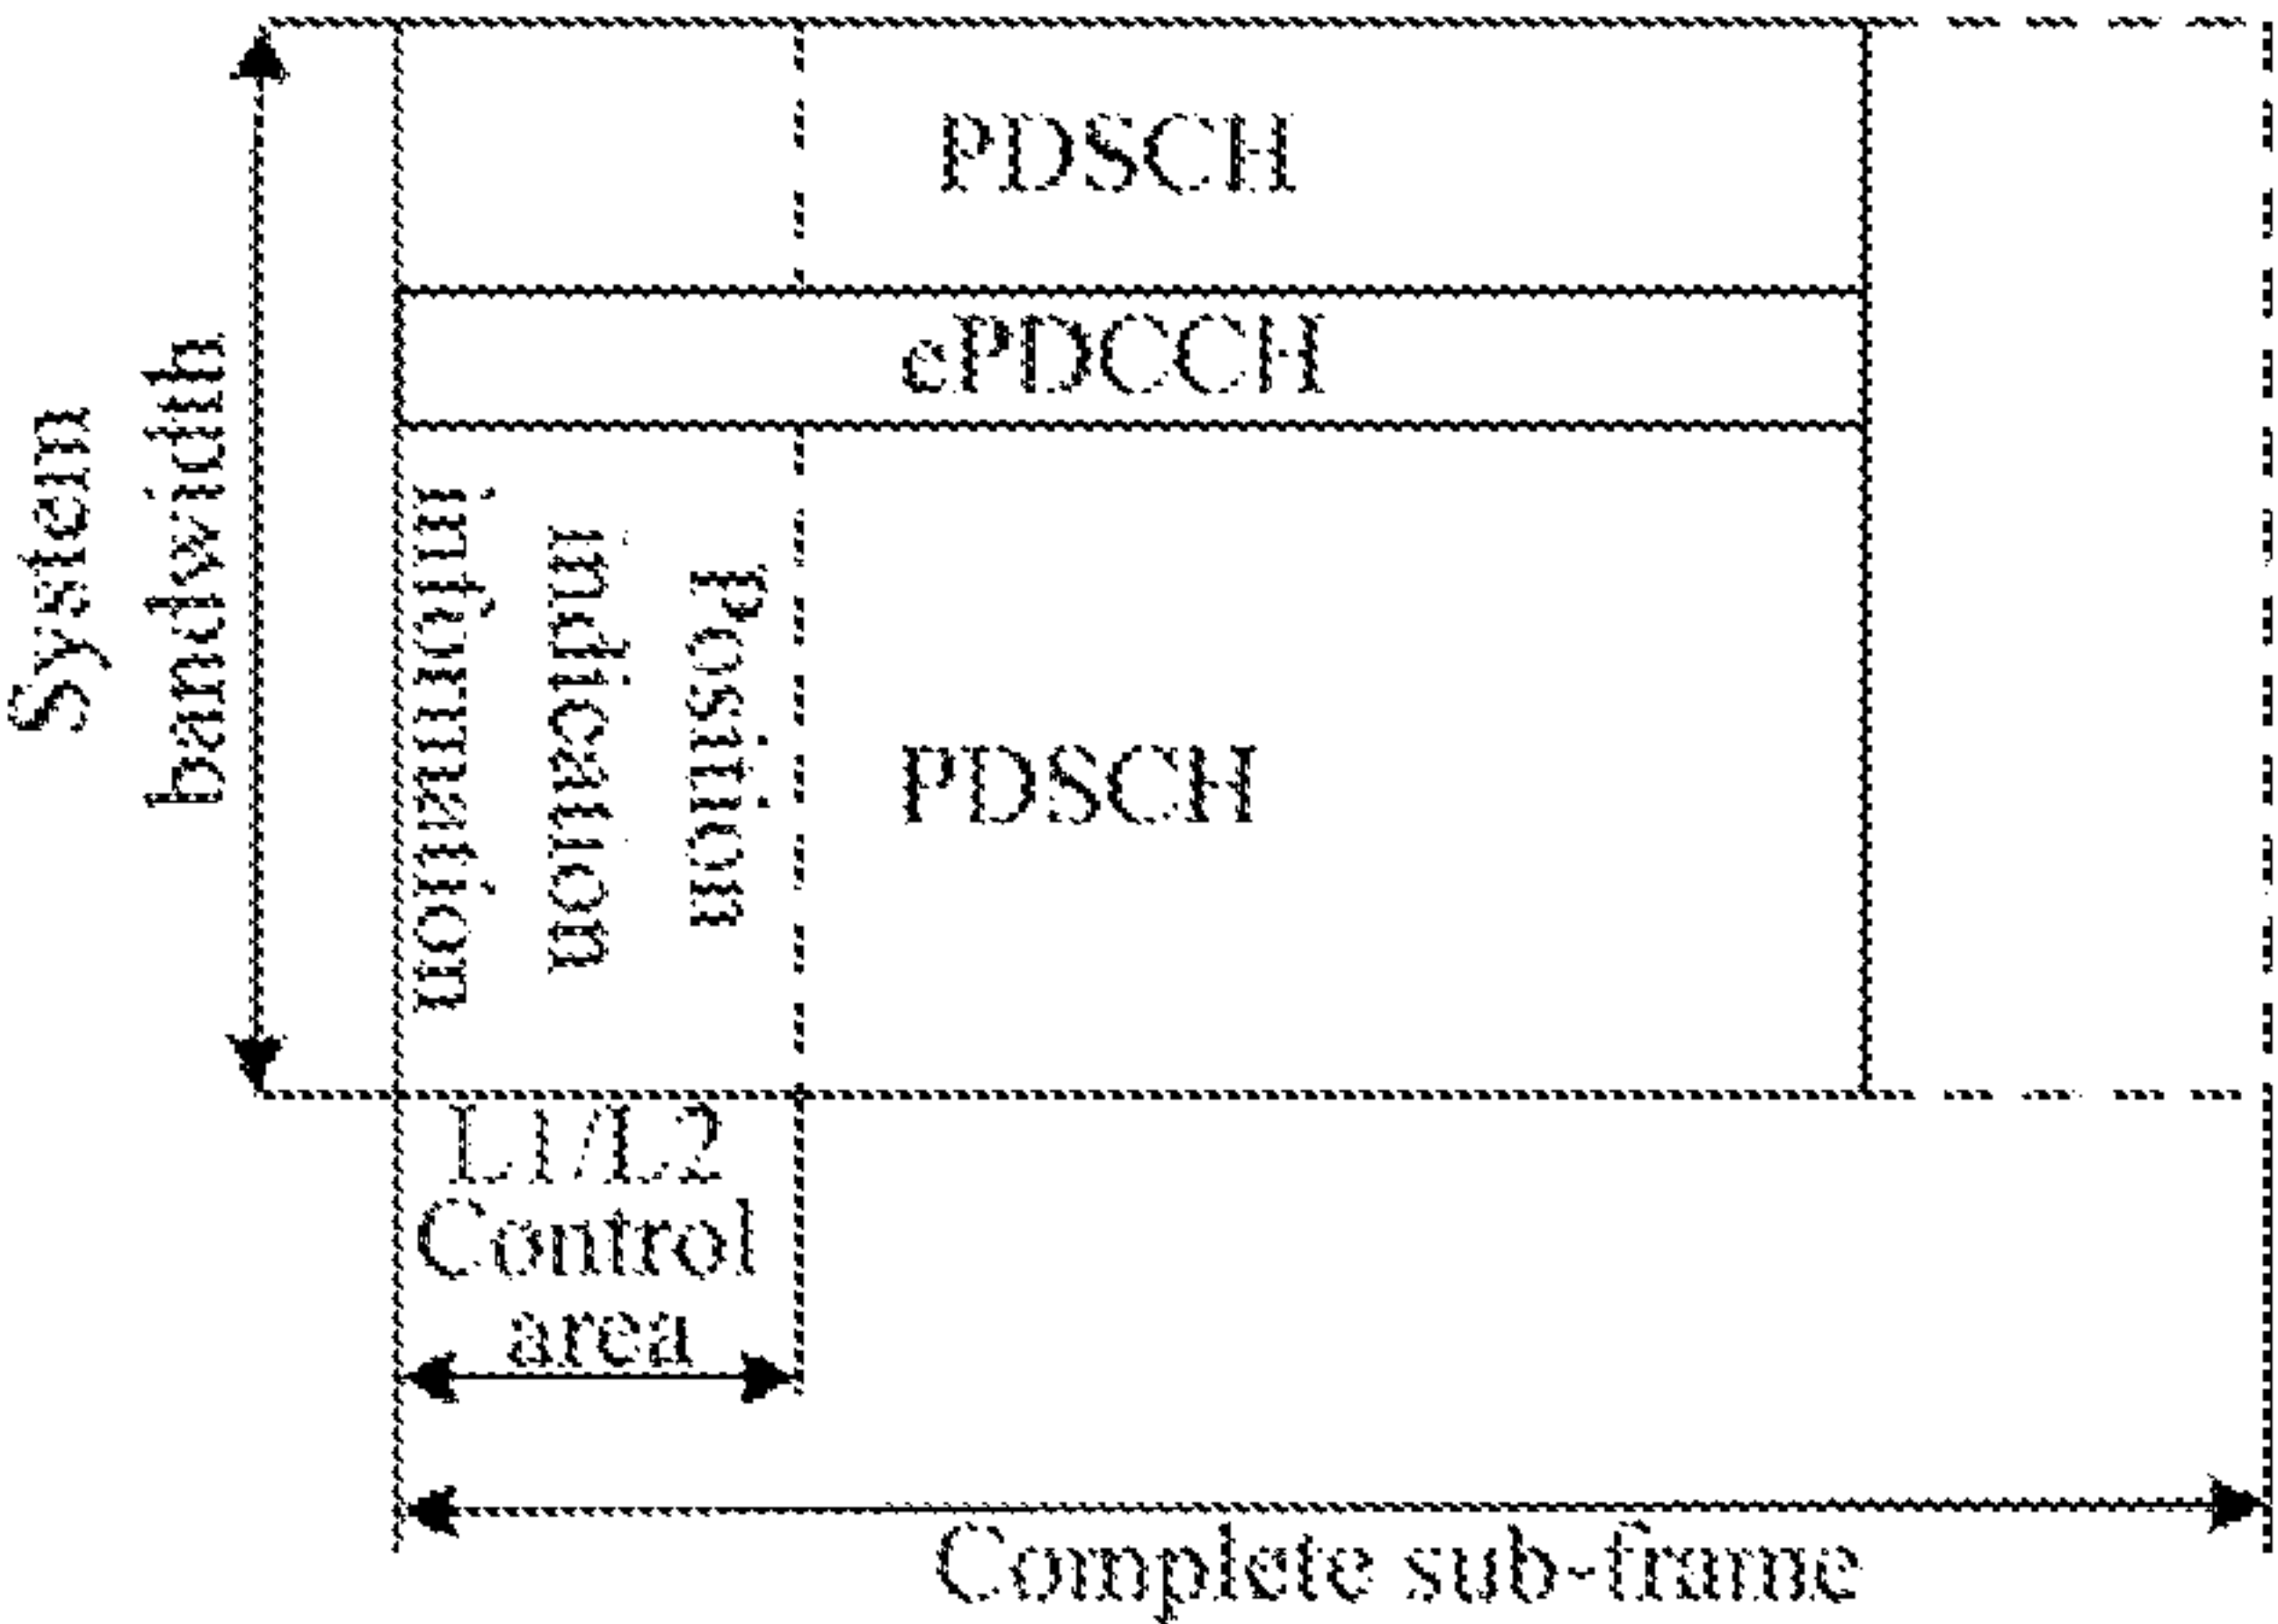 PDSCH
ePDCCH
System
bandwidth
Position
indication
information
PDSCH
L1/L2
Control
area
Complete sub-frame